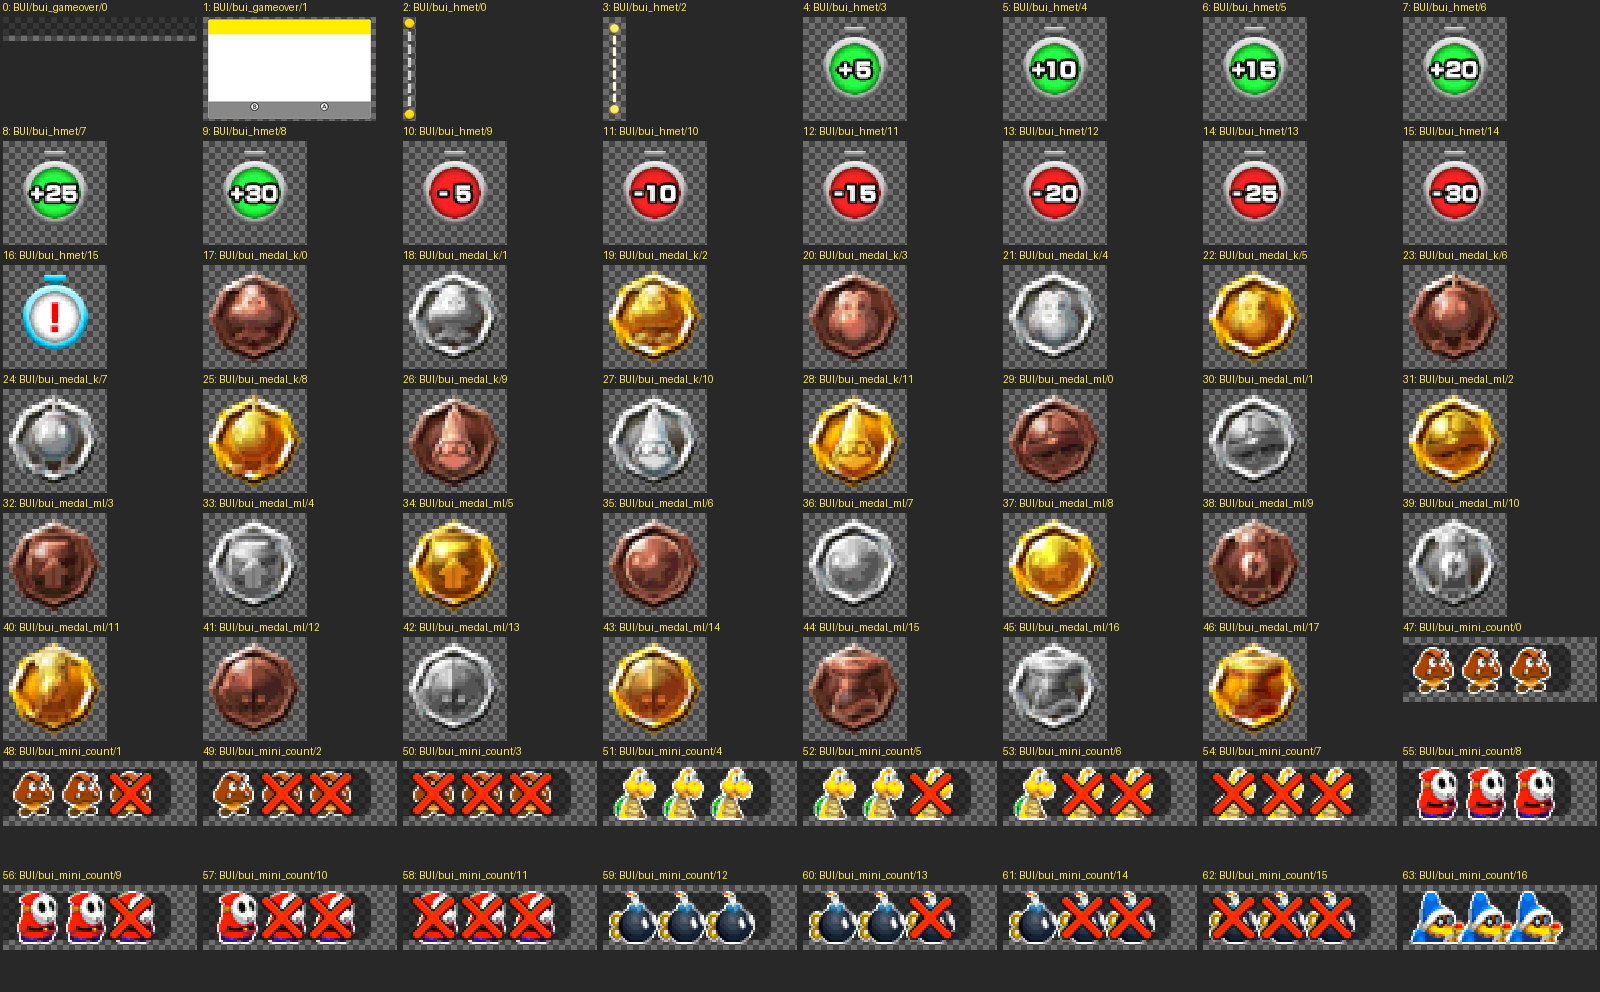 0: BUI/bui_gameover/0
1: BUI/bui_gameover/1
2: BUI/bui_hmet/0
3: BUI/bui_hmet/2
4: BUI/bui_hmet/3
5: BUI/bui_hmet/4
6: BUI/bui_hmet/5
7: BUI/bui_hmet/6
B
A
+5
+10
+15
+20
8: BUI/bui_hmet/7
9: BUI/bui_hmet/8
10: BUI/bui_hmet/9
11: BUI/bui_hmet/10
12: BUI/bui_hmet/11
13: BUI/bui_hmet/12
14: BUI/bui_hmet/13
15: BUI/bui_hmet/14
+25
+30
-5
-10
-15
-20
-25
-30
16: BUI/bui_hmet/15
17: BUI/bui_medal_k/0
18: BUI/bui_medal_k/1
19: BUI/bui_medal_k/2
20: BUI/bui_medal_k/3
21: BUI/bui_medal_k/4
22: BUI/bui_medal_k/5
23: BUI/bui_medal_k/6
!
24: BUI/bui_medal_k/7
25: BUI/bui_medal_k/8
26: BUI/bui_medal_k/9
27: BUI/bui_medal_k/10
28: BUI/bui_medal_k/11
29: BUI/bui_medal_ml/0
30: BUI/bui_medal_ml/1
31: BUI/bui_medal_ml/2
32: BUI/bui_medal_ml/3
33: BUI/bui_medal_ml/4
34: BUI/bui_medal_ml/5
35: BUI/bui_medal_ml/6
36: BUI/bui_medal_ml/7
37: BUI/bui_medal_ml/8
38: BUI/bui_medal_ml/9
39: BUI/bui_medal_ml/10
40: BUI/bui_medal_ml/11
41: BUI/bui_medal_ml/12
42: BUI/bui_medal_ml/13
43: BUI/bui_medal_ml/14
44: BUI/bui_medal_ml/15
45: BUI/bui_medal_ml/16
46: BUI/bui_medal_ml/17
47: BUI/bui_mini_count/0
48: BUI/bui_mini_count/1
49: BUI/bui_mini_count/2
50: BUI/bui_mini_count/3
51: BUI/bui_mini_count/4
52: BUI/bui_mini_count/5
53: BUI/bui_mini_count/6
54: BUI/bui_mini_count/7
55: BUI/bui_mini_count/8
56: BUI/bui_mini_count/9
57: BUI/bui_mini_count/10
58: BUI/bui_mini_count/11
59: BUI/bui_mini_count/12
60: BUI/bui_mini_count/13
61: BUI/bui_mini_count/14
62: BUI/bui_mini_count/15
63: BUI/bui_mini_count/16